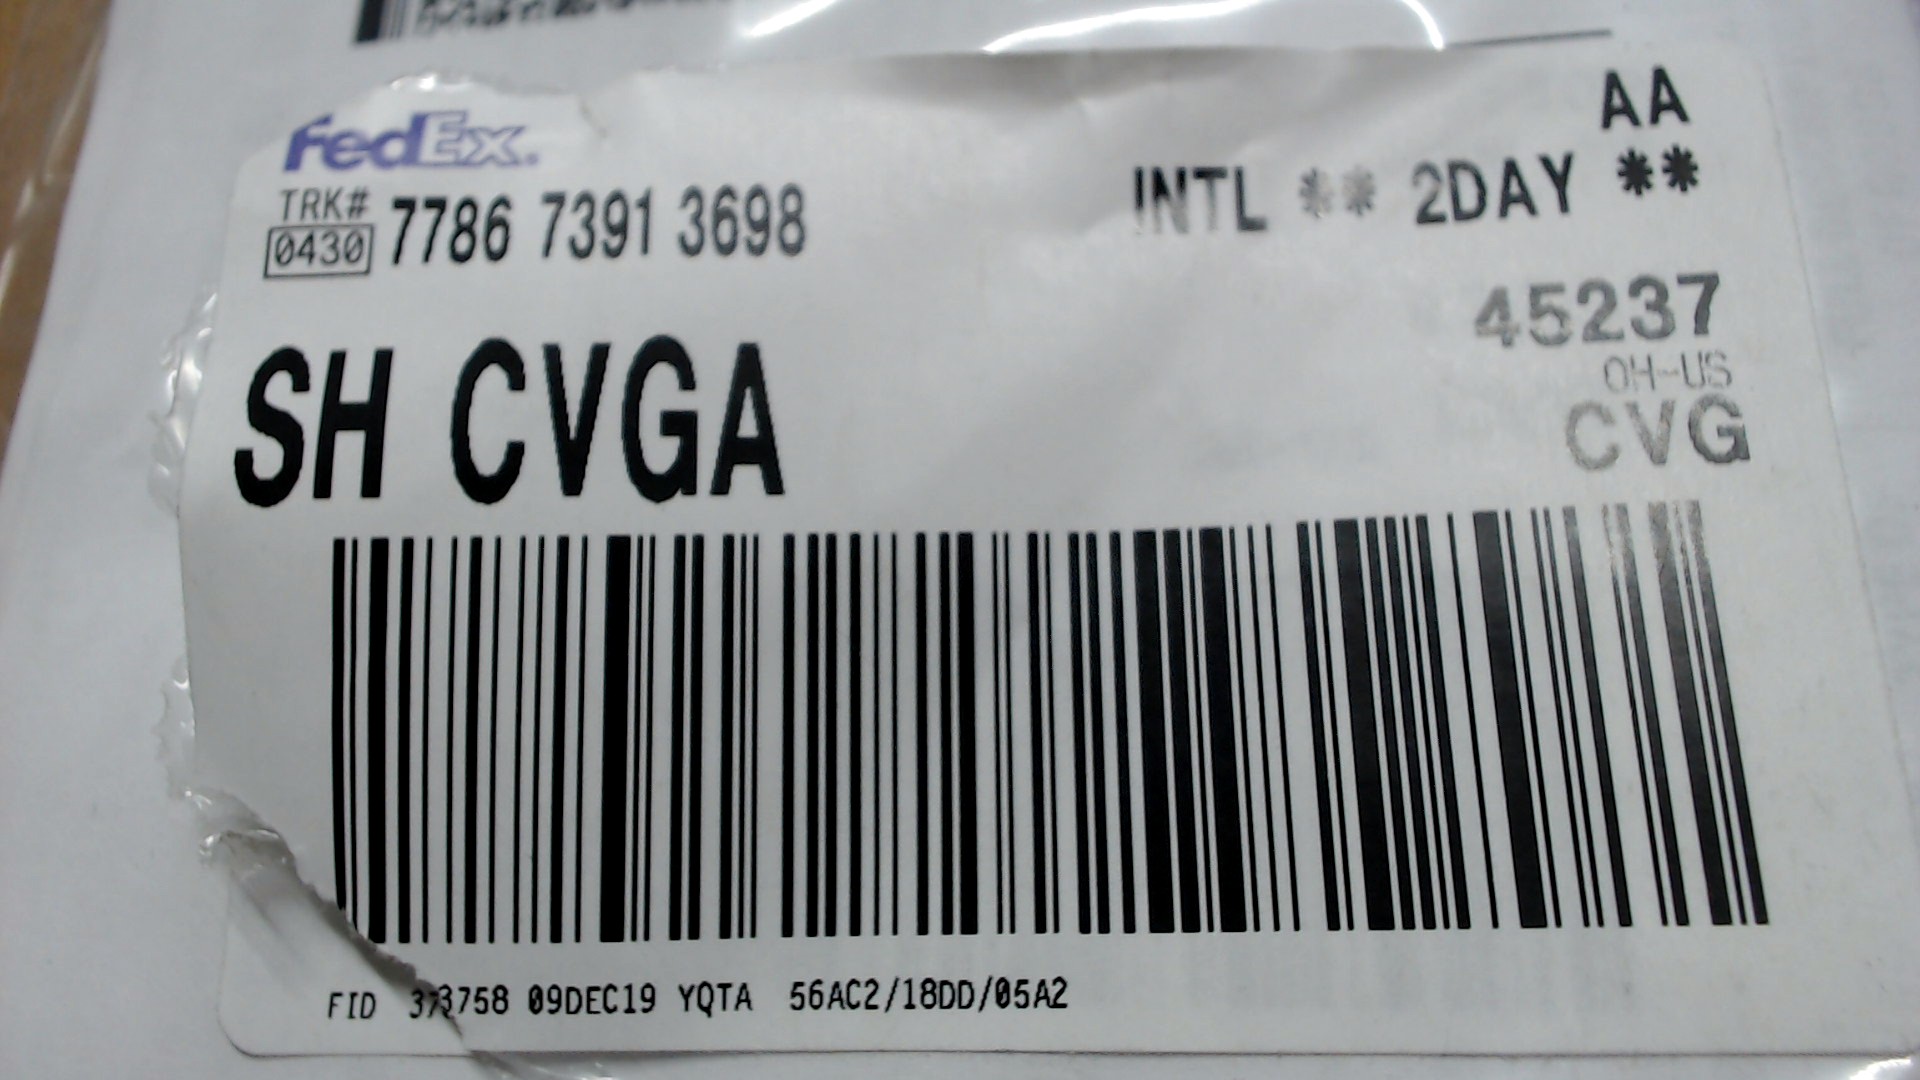 FedEx.
AA
TRK#
0430 7786 7391 3698
INTL ** 2DAY **
45237
OH-US
SH CVGA
CVG
FID 373758 09DEC19 YQTA 56AC2/18DD/05A2